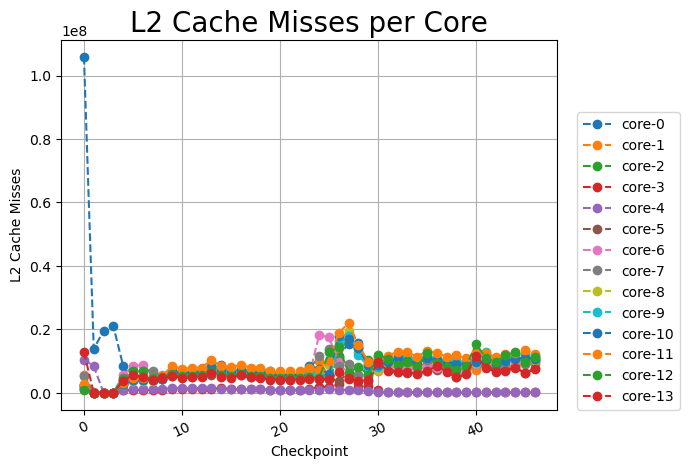 L2 Cache Misses per Core
1e8
1.0
0.8
0.6
0.4
0.2
0.0
L2 Cache Misses
0
10
20
30
40
Checkpoint
core-0
core-1
core-2
core-3
core-4
core-5
core-6
core-7
core-8
core-9
core-10
core-11
core-12
core-13